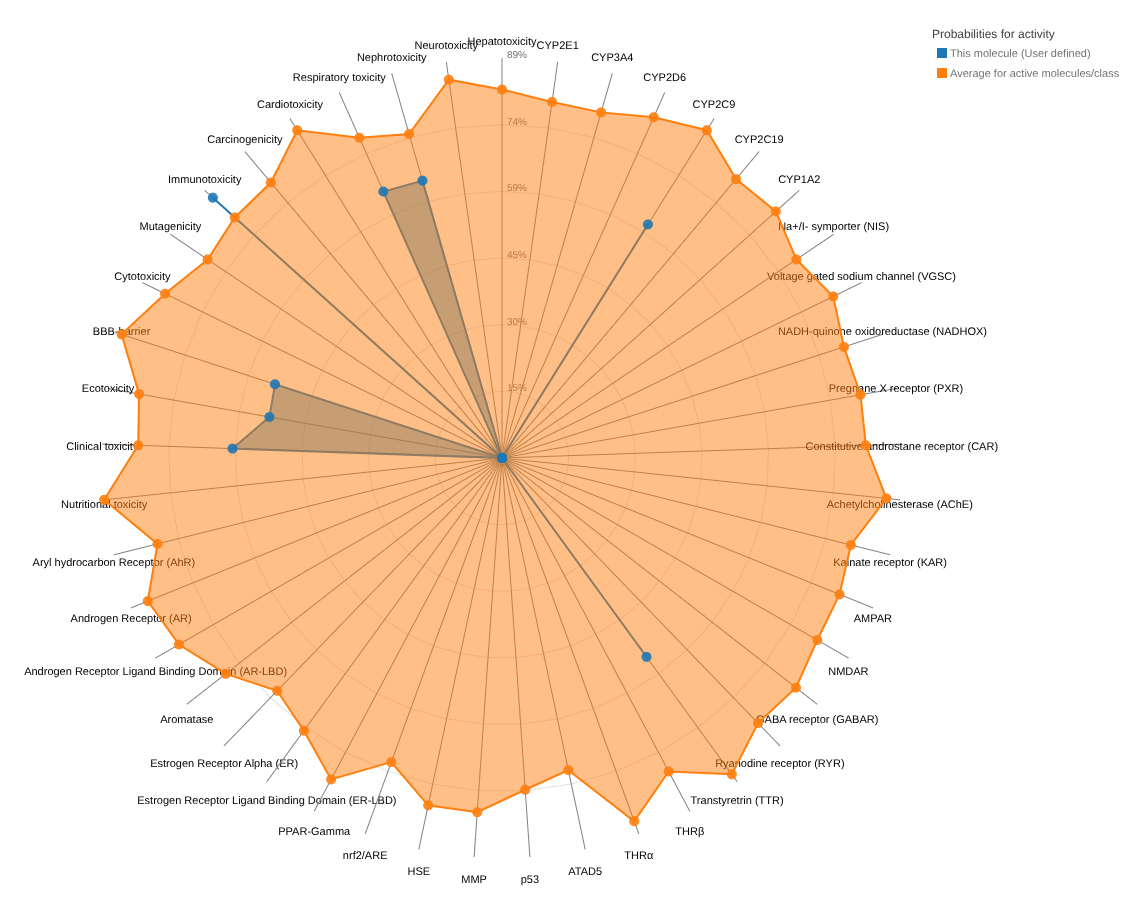 Probabilities for activity
This molecule (User defined)
Average for active molecules/class
Hepatotoxicity
CYP2E1
CYP3A4
CYP2D6
CYP2C9
CYP2C19
CYP1A2
Na+/I- symporter (NIS)
Voltage gated sodium channel (VGSC)
NADH-quinone oxidoreductase (NADHOX)
Pregnane X receptor (PXR)
Constitutive androstane receptor (CAR)
Acetylcholinesterase (AChE)
Kainate receptor (KAR)
AMPAR
NMDAR
GABA receptor (GABAR)
Ryanodine receptor (RYR)
Transtyretrin (TTR)
THRβ
THRα
ATAD5
p53
MMP
HSE
nrf2/ARE
PPAR-Gamma
Estrogen Receptor Ligand Binding Domain (ER-LBD)
Estrogen Receptor Alpha (ER)
Aromatase
Androgen Receptor Ligand Binding Domain (AR-LBD)
Androgen Receptor (AR)
Aryl hydrocarbon Receptor (AhR)
Nutritional toxicity
Clinical toxicity
Ecotoxicity
BBB-barrier
Cytotoxicity
Mutagenicity
Immunotoxicity
Carcinogenicity
Cardiotoxicity
Respiratory toxicity
Nephrotoxicity
Neurotoxicity
89%
74%
59%
45%
30%
15%